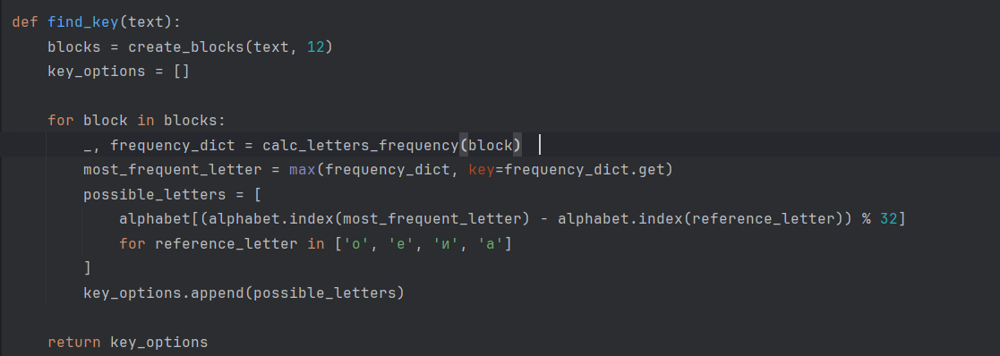 def find_key(text):
    blocks = create_blocks(text, 12)
    key_options = []

    for block in blocks:
        _, frequency_dict = calc_letters_frequency(block)
        most_frequent_letter = max(frequency_dict, key=frequency_dict.get)
        possible_letters = [
            alphabet[(alphabet.index(most_frequent_letter) - alphabet.index(reference_letter)) % 32]
            for reference_letter in ['о', 'е', 'и', 'а']
        ]
        key_options.append(possible_letters)

    return key_options